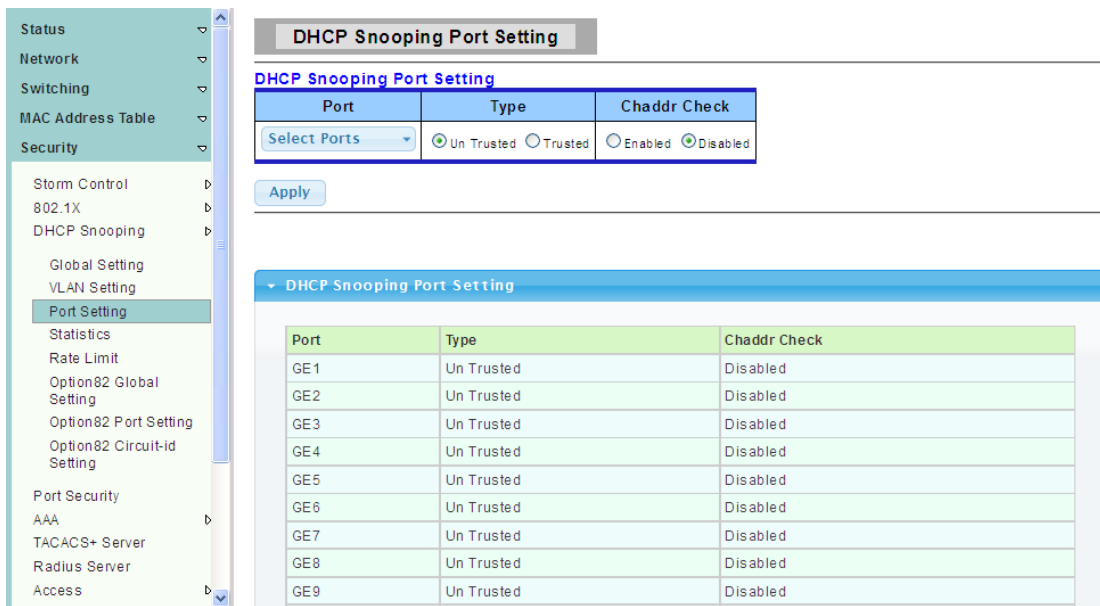 Status
Network
Switching
MAC Address Table
Security
Storm Control
802.1X
DHCP Snooping
Global Setting
VLAN Setting
Port Setting
Statistics
Rate Limit
Option82 Global
Setting
Option82 Port Setting
Option82 Circuit-id
Setting
Port Security
AAA
TACACS+ Server
Radius Server
Access
DHCP Snooping Port Setting
DHCP Snooping Port Setting
Port Type Chaddr Check
Select Ports Un Trusted Trusted Enabled Disabled
Apply
DHCP Snooping Port Setting
Port Type Chaddr Check
GE1 Un Trusted Disabled
GE2 Un Trusted Disabled
GE3 Un Trusted Disabled
GE4 Un Trusted Disabled
GE5 Un Trusted Disabled
GE6 Un Trusted Disabled
GE7 Un Trusted Disabled
GE8 Un Trusted Disabled
GE9 Un Trusted Disabled